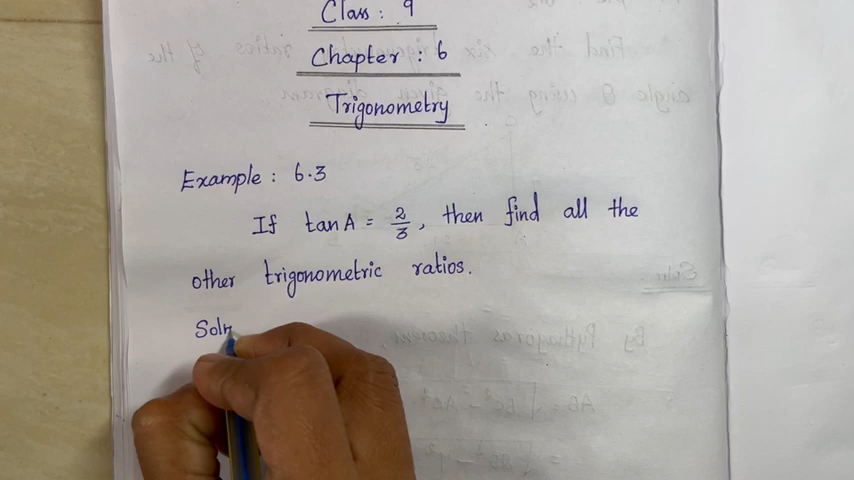 Class : 9
Chapter : 6
Trigonometry
Example : 6.3
If tan A = 2/3, then find all the
other trigonometric ratios.
Soln